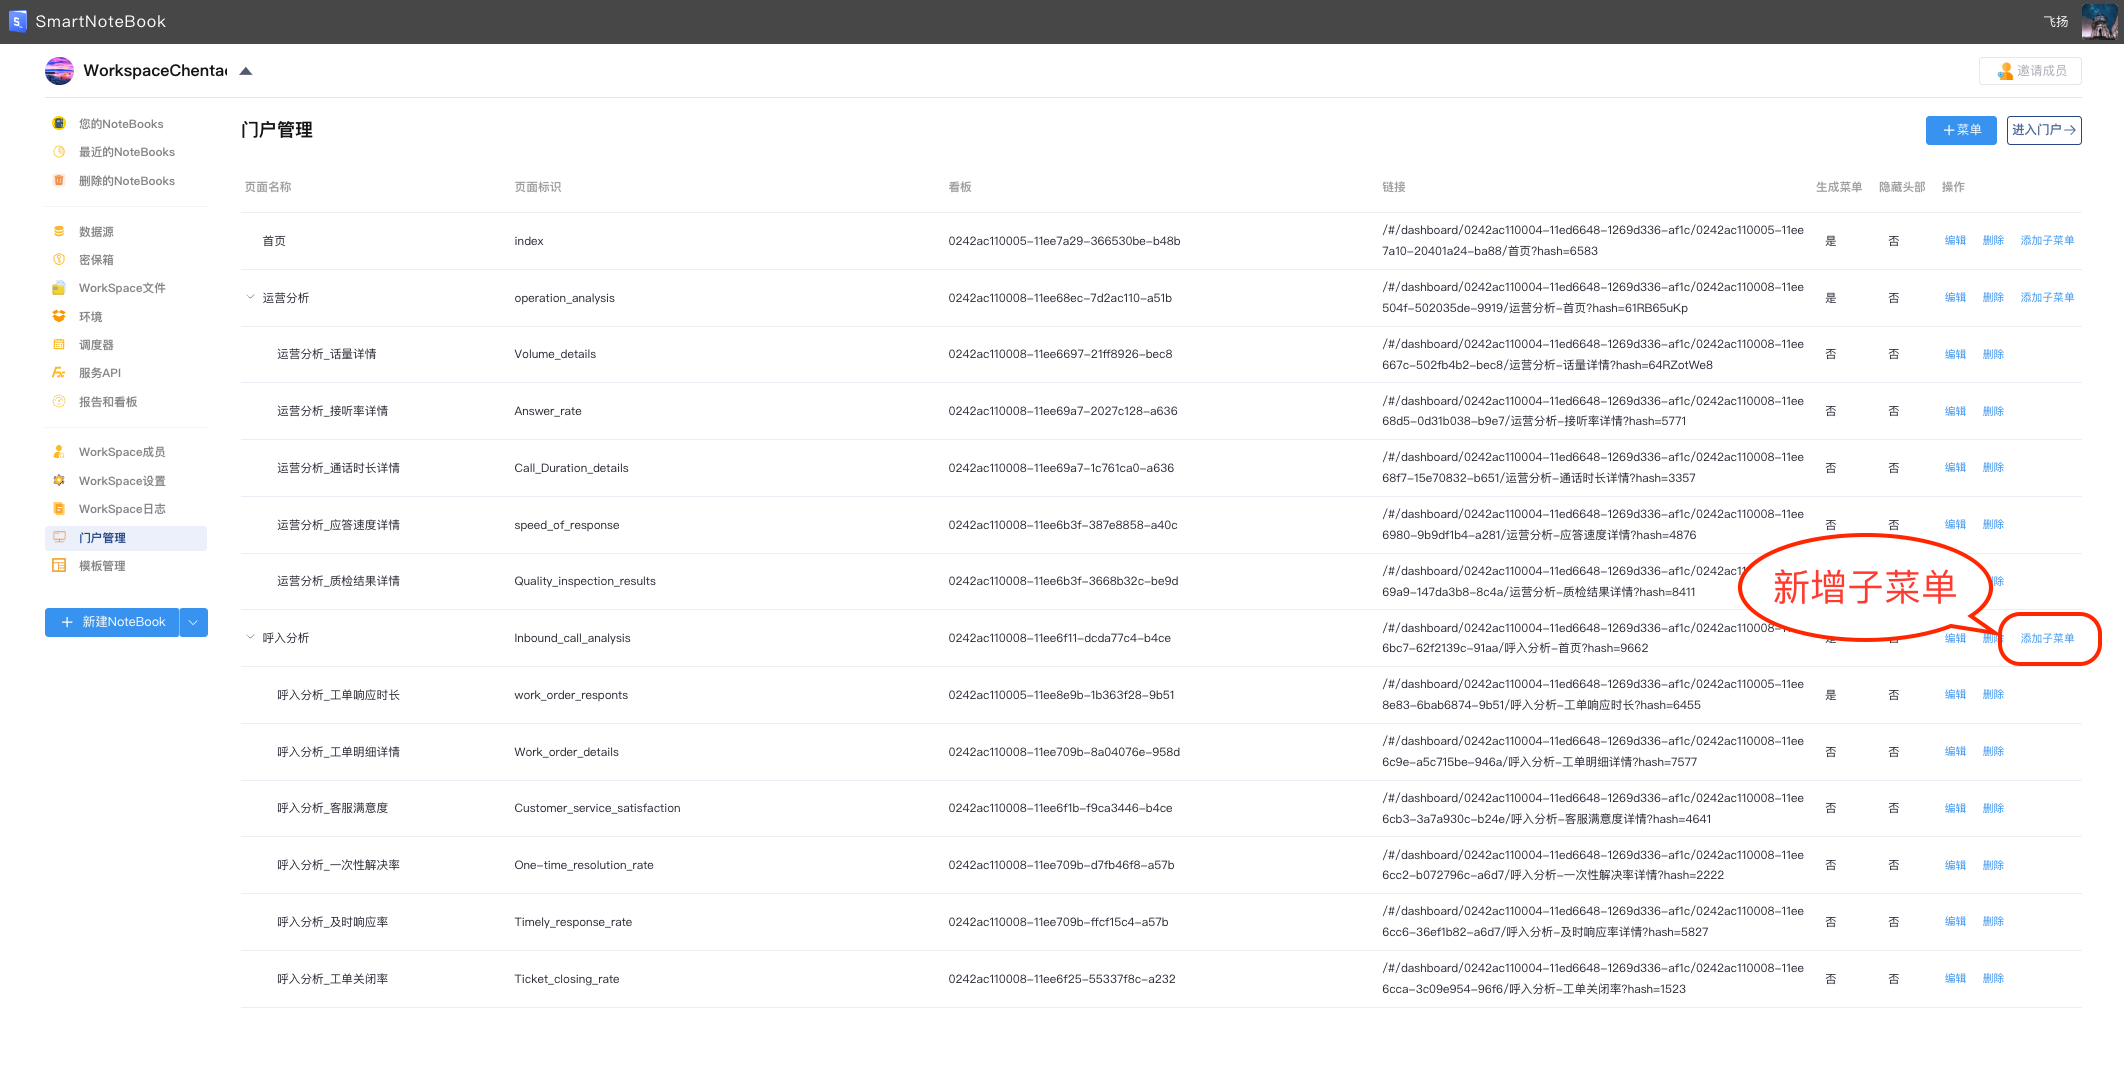 SmartNoteBook
飞扬
WorkspaceChentao
邀请成员
您的NoteBooks
最近的NoteBooks
删除的NoteBooks
数据源
密保箱
WorkSpace文件
环境
调度器
服务API
报告和看板
WorkSpace成员
WorkSpace设置
WorkSpace日志
门户管理
模板管理
新建NoteBook
门户管理
+菜单
进入门户→
页面名称 页面标识 看板 链接 生成菜单 隐藏头部 操作
首页 index 0242ac110005-11ee7a29-366530be-b48b /#/dashboard/0242ac110004-11ed6648-1269d336-af1c/0242ac110005-11ee 是 否 编辑 删除 添加子菜单
7a10-20401a24-ba88/首页?hash=6583
运营分析 operation_analysis 0242ac110008-11ee68ec-7d2ac110-a51b /#/dashboard/0242ac110004-11ed6648-1269d336-af1c/0242ac110008-11ee 是 否 编辑 删除 添加子菜单
504f-502035de-9919/运营分析-首页?hash=61RB65uKp
运营分析_话量详情 Volume_details 0242ac110008-11ee6697-21ff8926-bec8 /#/dashboard/0242ac110004-11ed6648-1269d336-af1c/0242ac110008-11ee 否 否 编辑 删除
667c-502fb4b2-bec8/运营分析-话量详情?hash=64RZotWe8
运营分析_接听率详情 Answer_rate 0242ac110008-11ee69a7-2027c128-a636 /#/dashboard/0242ac110004-11ed6648-1269d336-af1c/0242ac110008-11ee 否 否 编辑 删除
68d5-0d31b038-b9e7/运营分析-接听率详情?hash=5771
运营分析_通话时长详情 Call_Duration_details 0242ac110008-11ee69a7-1c761ca0-a636 /#/dashboard/0242ac110004-11ed6648-1269d336-af1c/0242ac110008-11ee 否 否 编辑 删除
68f7-15e70832-b651/运营分析-通话时长详情?hash=3357
运营分析_应答速度详情 speed_of_response 0242ac110008-11ee6b3f-387e8858-a40c /#/dashboard/0242ac110004-11ed6648-1269d336-af1c/0242ac110008-11ee 否 否 编辑 删除
6980-9b9df1b4-a281/运营分析-应答速度详情?hash=4876
运营分析_质检结果详情 Quality_inspection_results 0242ac110008-11ee6b3f-3668b32c-be9d /#/dashboard/0242ac110004-11ed6648-1269d336-af1c/0242ac11 删除
69a9-147da3b8-8c4a/运营分析-质检结果详情?hash=8411
新增子菜单
呼入分析 Inbound_call_analysis 0242ac110008-11ee6f11-dcda77c4-b4ce /#/dashboard/0242ac110004-11ed6648-1269d336-af1c/0242ac110008- 是 否 编辑 删除 添加子菜单
6bc7-62f2139c-91aa/呼入分析-首页?hash=9662
呼入分析_工单响应时长 work_order_responts 0242ac110005-11ee8e9b-1b363f28-9b51 /#/dashboard/0242ac110004-11ed6648-1269d336-af1c/0242ac110005-11ee 是 否 编辑 删除
8e83-6bab6874-9b51/呼入分析-工单响应时长?hash=6455
呼入分析_工单明细详情 Work_order_details 0242ac110008-11ee709b-8a04076e-958d /#/dashboard/0242ac110004-11ed6648-1269d336-af1c/0242ac110008-11ee 否 否 编辑 删除
6c9e-a5c715be-946a/呼入分析-工单明细详情?hash=7577
呼入分析_客服满意度 Customer_service_satisfaction 0242ac110008-11ee6f1b-f9ca3446-b4ce /#/dashboard/0242ac110004-11ed6648-1269d336-af1c/0242ac110008-11ee 否 否 编辑 删除
6cb3-3a7a930c-b24e/呼入分析-客服满意度详情?hash=4641
呼入分析_一次性解决率 One-time_resolution_rate 0242ac110008-11ee709b-d7fb46f8-a57b /#/dashboard/0242ac110004-11ed6648-1269d336-af1c/0242ac110008-11ee 否 否 编辑 删除
6cc2-b072796c-a6d7/呼入分析-一次性解决率详情?hash=2222
呼入分析_及时响应率 Timely_response_rate 0242ac110008-11ee709b-ffcf15c4-a57b /#/dashboard/0242ac110004-11ed6648-1269d336-af1c/0242ac110008-11ee 否 否 编辑 删除
6cc6-36ef1b82-a6d7/呼入分析-及时响应率详情?hash=5827
呼入分析_工单关闭率 Ticket_closing_rate 0242ac110008-11ee6f25-55337f8c-a232 /#/dashboard/0242ac110004-11ed6648-1269d336-af1c/0242ac110008-11ee 否 否 编辑 删除
6cca-3c09e954-96f6/呼入分析-工单关闭率?hash=1523